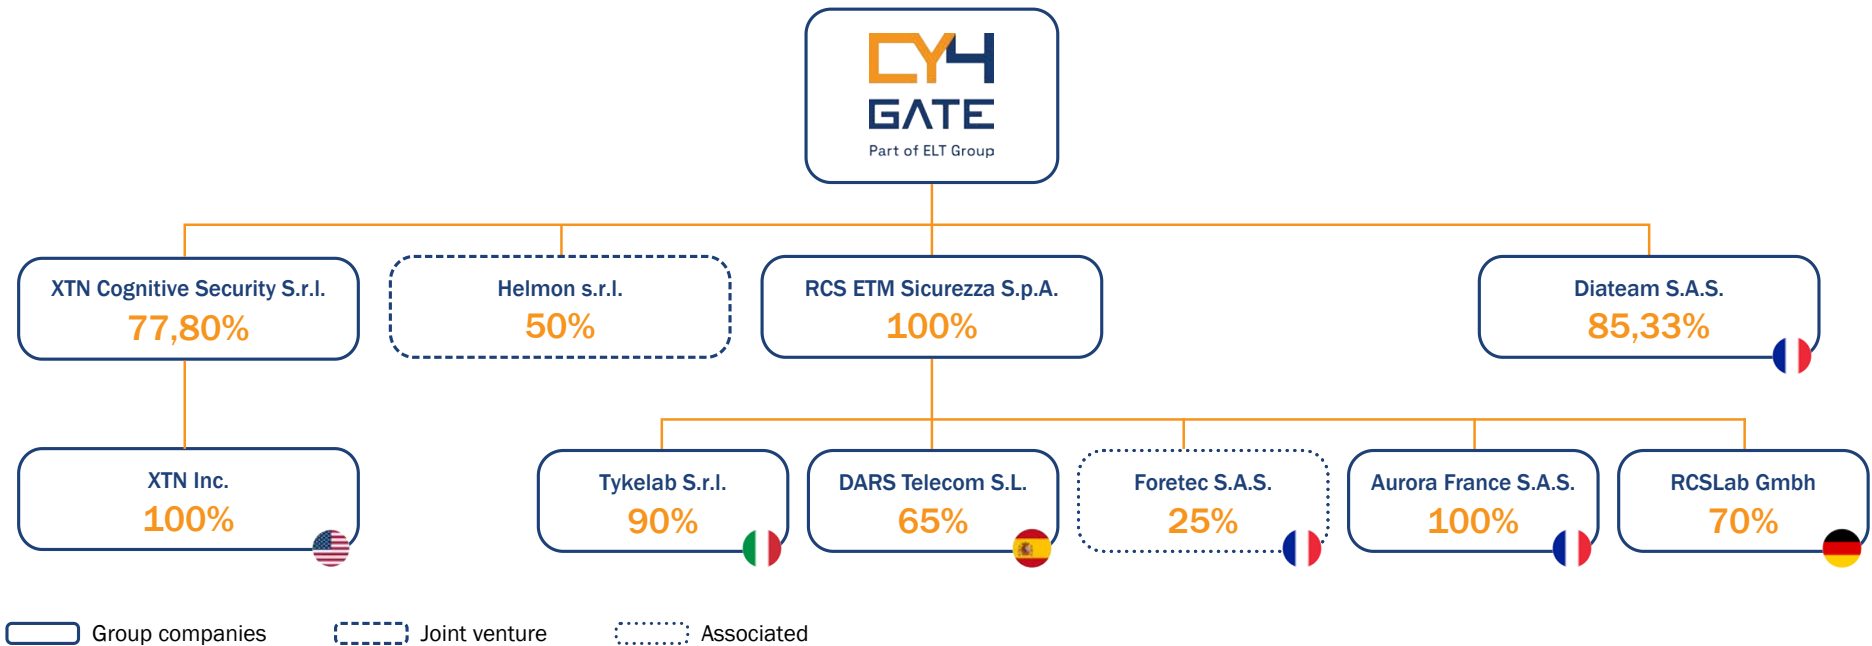 CY4
GATE
Part of ELT Group
XTN Cognitive Security S.r.l.
77,80%
Helmon s.r.l.
50%
RCS ETM Sicurezza S.p.A.
100%
Diateam S.A.S.
85,33%
XTN Inc.
100%
Tykelab S.r.l.
90%
DARS Telecom S.L.
65%
Foretec S.A.S.
25%
Aurora France S.A.S.
100%
RCSLab Gmbh
70%
Group companies
Joint venture
Associated